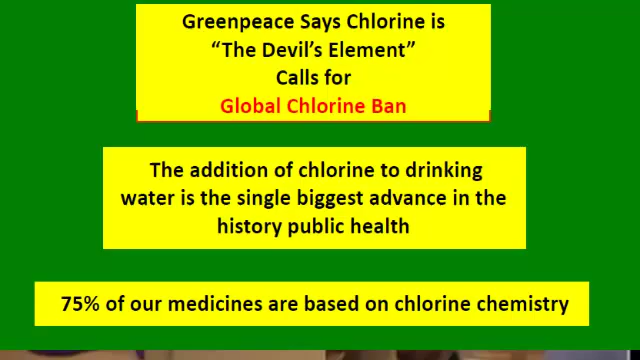 Greenpeace Says Chlorine is
“The Devil’s Element”
Calls for
Global Chlorine Ban
The addition of chlorine to drinking
water is the single biggest advance in the
history public health
75% of our medicines are based on chlorine chemistry